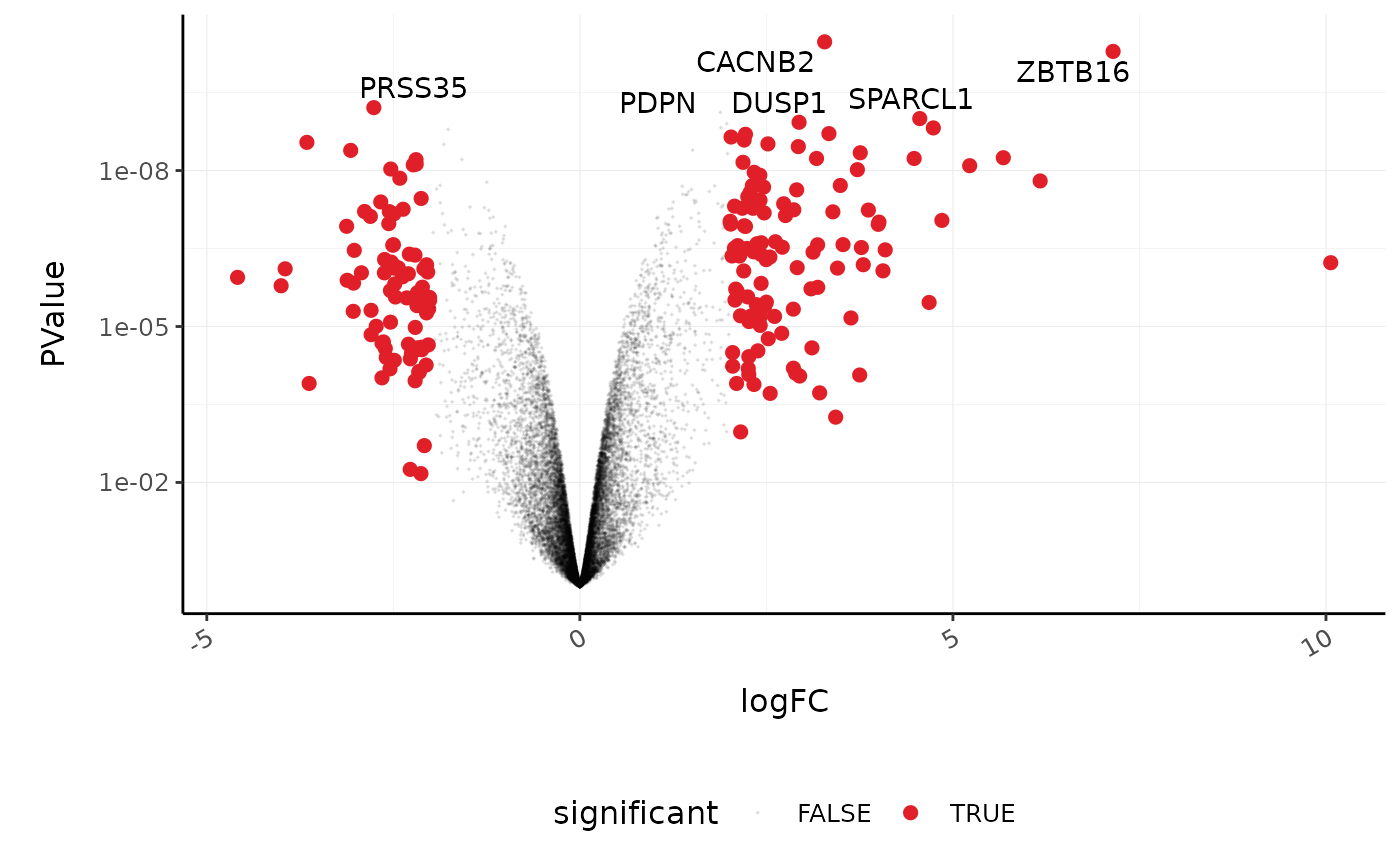 CACNB2
ZBTB16
PRSS35
PDPN
DUSP1
SPARCL1
1e-08
1e-05
1e-02
PValue
-5
0
5
10
logFC
significant FALSE TRUE